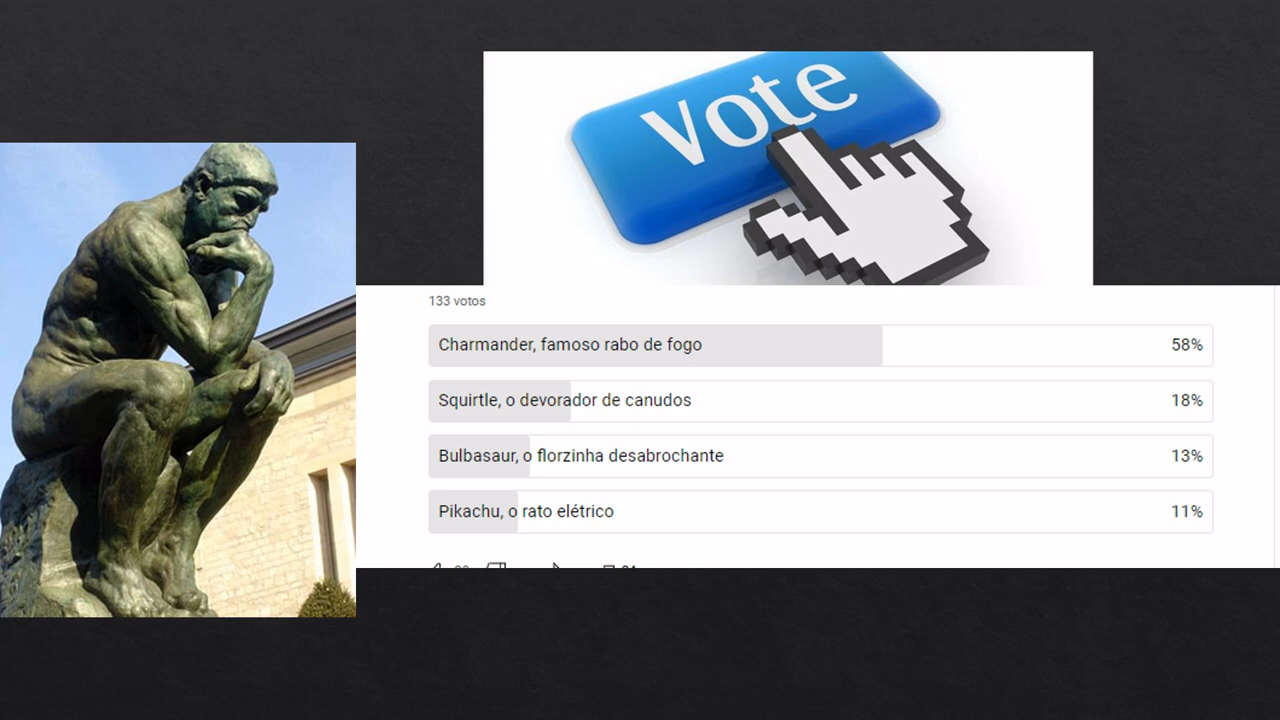 Vote
133 votos
Charmander, famoso rabo de fogo 58%
Squirtle, o devorador de canudos 18%
Bulbasaur, o florzinha desabrochante 13%
Pikachu, o rato elétrico 11%